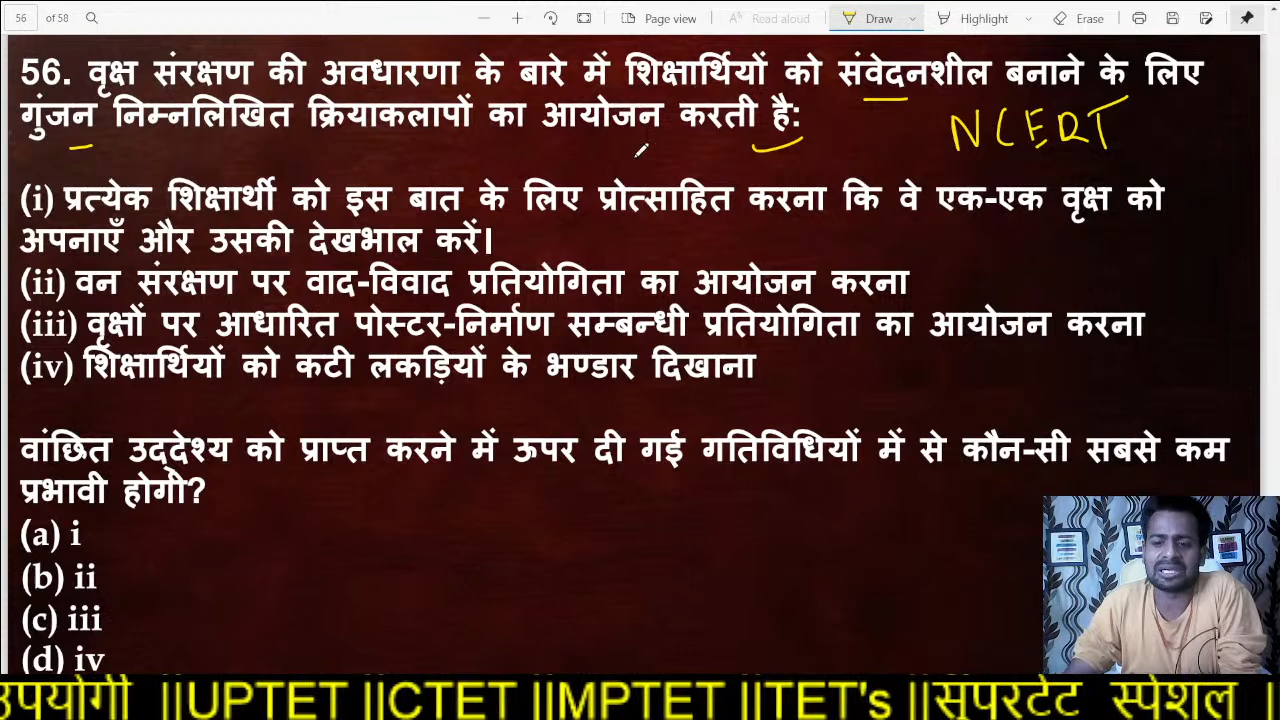 56 of 58
Page view
Read aloud
Draw
Highlight
Erase
56. वृक्ष संरक्षण की अवधारणा के बारे में शिक्षार्थियों को संवेदनशील बनाने के लिए
गुंजन निम्नलिखित क्रियाकलापों का आयोजन करती है:
NCERT
(i) प्रत्येक शिक्षार्थी को इस बात के लिए प्रोत्साहित करना कि वे एक-एक वृक्ष को
अपनाएँ और उसकी देखभाल करें।
(ii) वन संरक्षण पर वाद-विवाद प्रतियोगिता का आयोजन करना
(iii) वृक्षों पर आधारित पोस्टर-निर्माण सम्बन्धी प्रतियोगिता का आयोजन करना
(iv) शिक्षार्थियों को कटी लकड़ियों के भण्डार दिखाना
वांछित उद्देश्य को प्राप्त करने में ऊपर दी गई गतिविधियों में से कौन-सी सबसे कम
प्रभावी होगी?
(a) i
(b) ii
(c) iii
(d) iv
उपयोगी ||UPTET ||CTET ||MPTET ||TET's ||सुपरटेट स्पेशल |